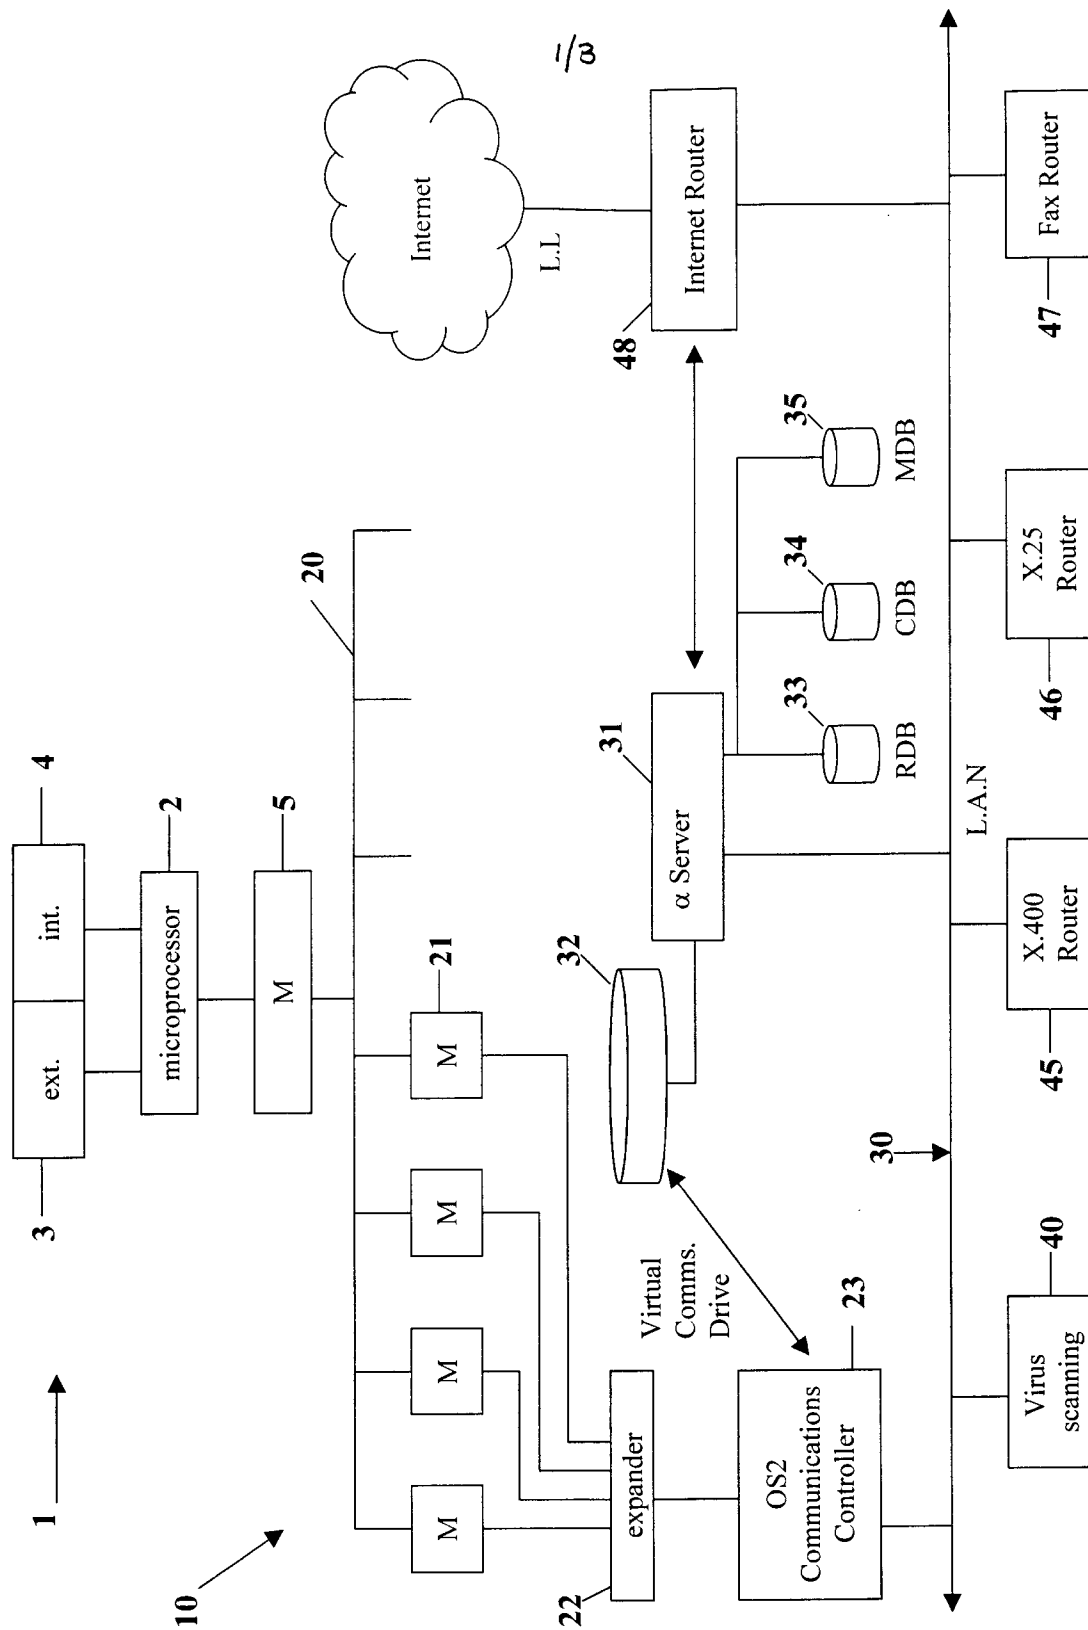 1/3
1
10
3
ext.
int.
4
microprocessor
2
M
5
20
M
M
M
M
21
expander
22
OS2
Communications
Controller
23
Virtual
Comms.
Drive
32
α Server
31
33
RDB
34
CDB
35
MDB
Internet
L.L
Internet Router
48
30
L.A.N
Virus
scanning
40
X.400
Router
45
X.25
Router
46
Fax Router
47